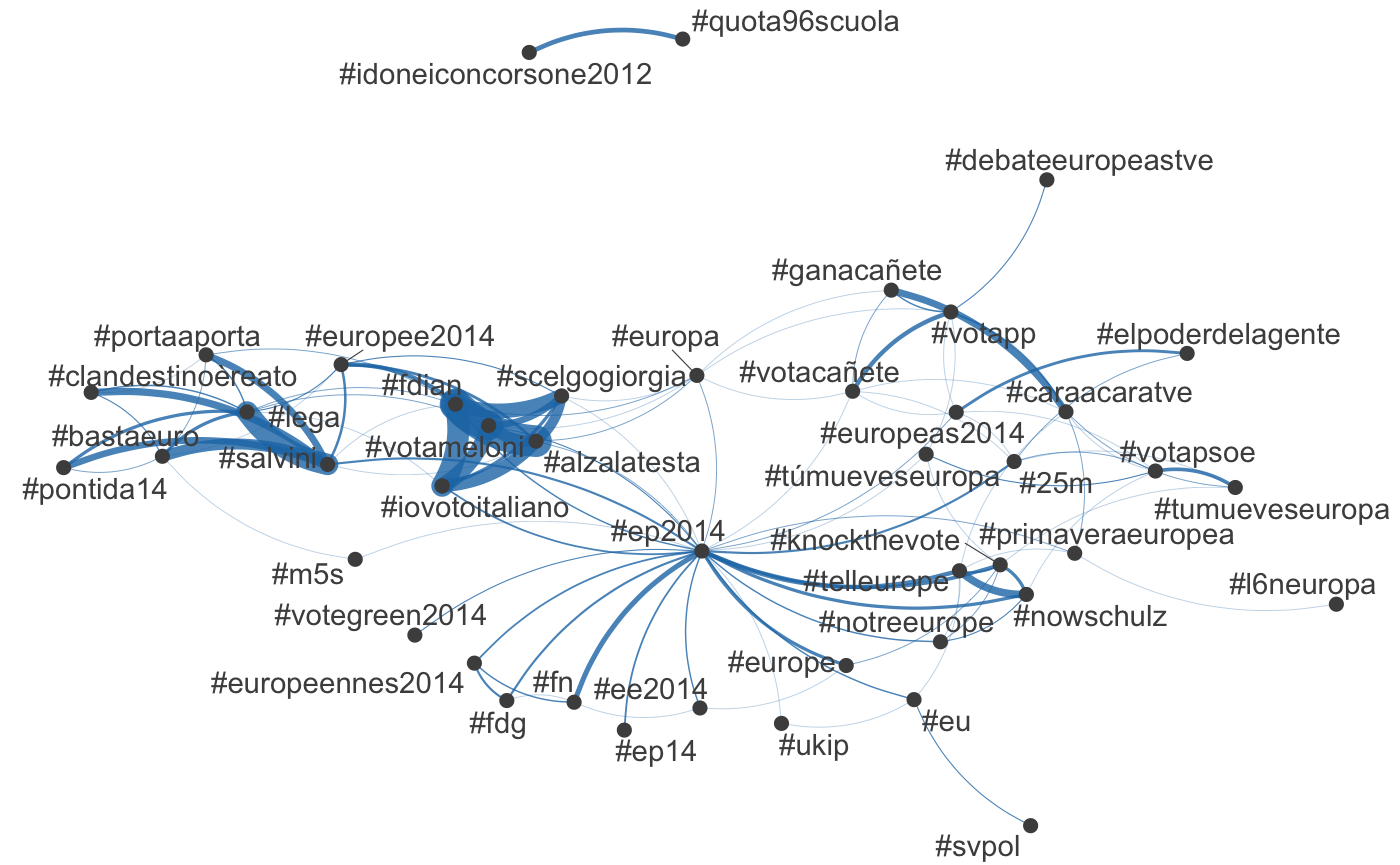 #quota96scuola
#idoneiconcorsone2012
#debateeuropeastve
#ganacañete
#votapp
#portaaporta
#europee2014
#europa
#elpoderdelagente
#clandestinoereato
#fdian
#scelgogiorgia
#votacañete
#caraacaratve
#lega
#bastaeuro
#votameloni
#europeas2014
#salvini
#alzalatesta
#votapsoe
#pontida14
#túmueveseuropa
#25m
#iovotoitaliano
#tumueveseuropa
#ep2014
#knockthevote
#primaveraeuropea
#m5s
#telleurope
#l6neuropa
#votegreen2014
#notreeurope
#nowschulz
#europe
#europeennes2014
#fn
#ee2014
#fdg
#eu
#ep14
#ukip
#svpol